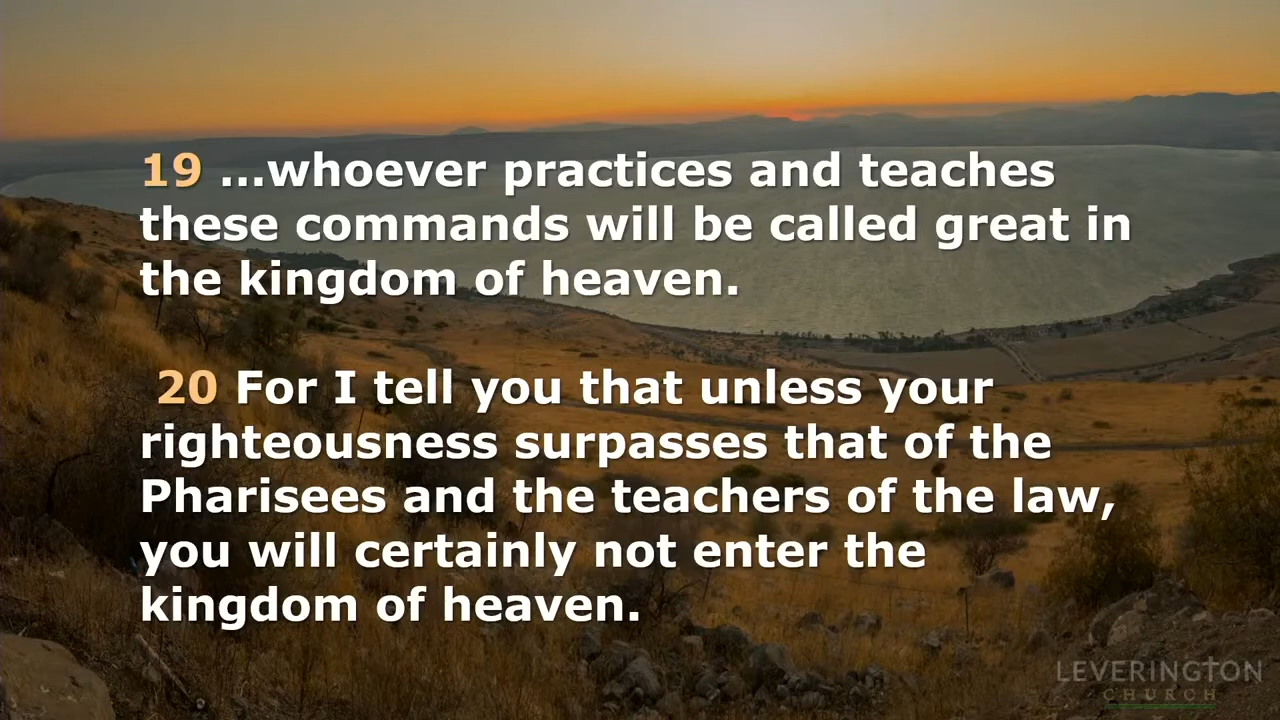 19 ...whoever practices and teaches
these commands will be called great in
the kingdom of heaven.
20 For I tell you that unless your
righteousness surpasses that of the
Pharisees and the teachers of the law,
you will certainly not enter the
kingdom of heaven.
LEVERINGTON
CHURCH